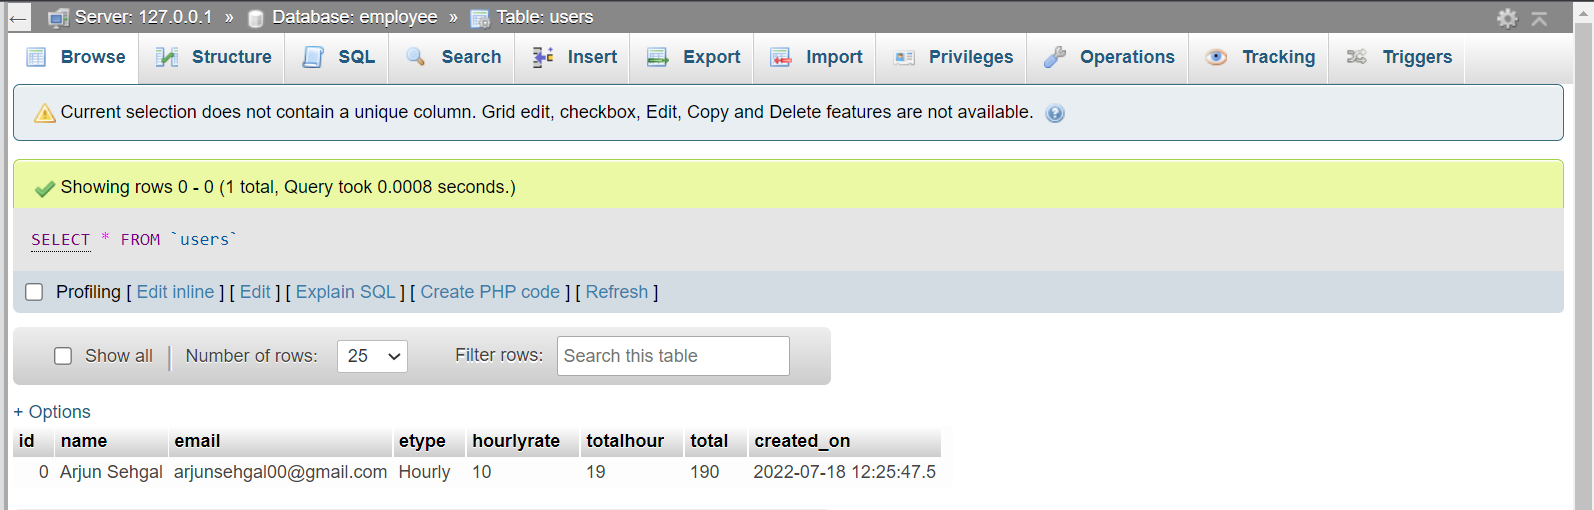 Server: 127.0.0.1 » Database: employee » Table: users
Browse Structure SQL Search Insert Export Import Privileges Operations Tracking Triggers
Current selection does not contain a unique column. Grid edit, checkbox, Edit, Copy and Delete features are not available.
Showing rows 0 - 0 (1 total, Query took 0.0008 seconds.)
SELECT * FROM `users`
Profiling [ Edit inline ] [ Edit ] [ Explain SQL ] [ Create PHP code ] [ Refresh ]
Show all Number of rows: 25 Filter rows: Search this table
+ Options
id name email etype hourlyrate totalhour total created_on
0 Arjun Sehgal arjunsehgal00@gmail.com Hourly 10 19 190 2022-07-18 12:25:47.5